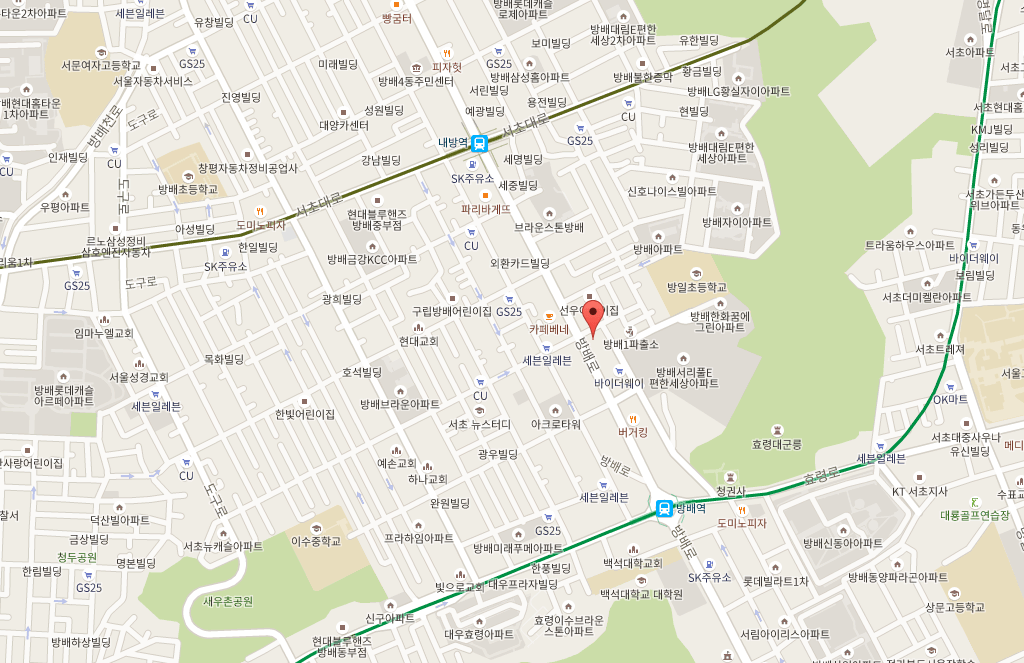 타운2차아파트
세븐일레븐
CU
유창빌딩
빵굼터
방배롯데캐슬
로제아파트
방배대림E편한
세상2차아파트
유한빌딩
서초아파트
서문여자고등학교
GS25
서울자동차서비스
미래빌딩
피자헛
보미빌딩
GS25
방배4동주민센터
방배삼성홈아파트
방배불한증막
황금빌딩
방배현대홈타운
1차아파트
진영빌딩
서린빌딩
방배LG황실자이아파트
방배천로
도구로
성원빌딩
예광빌딩
용전빌딩
CU
현빌딩
서초현대홈
대양카센터
내방역
서초대로
GS25
KMJ빌딩
성리빌딩
인재빌딩
CU
CU
강남빌딩
세명빌딩
방배대림E편한
세상아파트
창평자동차정비공업사
SK주유소
세중빌딩
방배초등학교
도구로
신호나이스빌아파트
서초가든두산
위브아파트
우평아파트
서초대로
현대블루핸즈
방배중부점
파리바게뜨
도미노피자
아성빌딩
브라운스톤방배
방배자이아파트
르노삼성정비
삼호엔진자동차
한일빌딩
CU
방배아파트
트라움하우스아파트
SK주유소
방배금강KCC아파트
외환카드빌딩
바이더웨이
보림빌딩
GS25
도구로
방일초등학교
서초더미켈란아파트
광희빌딩
구립방배어린이집
GS25
방배한화꿈에
그린아파트
임마누엘교회
카페베네
현대교회
방배로
방배1파출소
서초트레져
목화빌딩
세븐일레븐
서울성경교회
호석빌딩
방배서리풀E
편한세상아파트
바이더웨이
방배롯데캐슬
아르떼아파트
세븐일레븐
CU
OK마트
방배브라운아파트
한빛어린이집
서초 뉴스터디
아크로타워
버거킹
서초대중사우나
유신빌딩
효령대군릉
광우빌딩
예손교회
방배로
세븐일레븐
CU
하나교회
효령로
도구로
세븐일레븐
청권사
KT 서초지사
완원빌딩
방배역
덕산빌아파트
GS25
도미노피자
대룡골프연습장
금상빌딩
이수중학교
프라하임아파트
서초뉴캐슬아파트
방배미래푸메아파트
방배로
방배신동아아파트
청두공원
명본빌딩
한림빌딩
한풍빌딩
백석대학교회
GS25
빛으로교회
대우프라자빌딩
SK주유소
롯데빌라트1차
방배동양파라곤아파트
백석대학교 대학원
새우촌공원
신구아파트
상문고등학교
효령이수브라운
스톤아파트
방배하상빌딩
현대블루핸즈
방배동부점
대우효령아파트
서림아이리스아파트